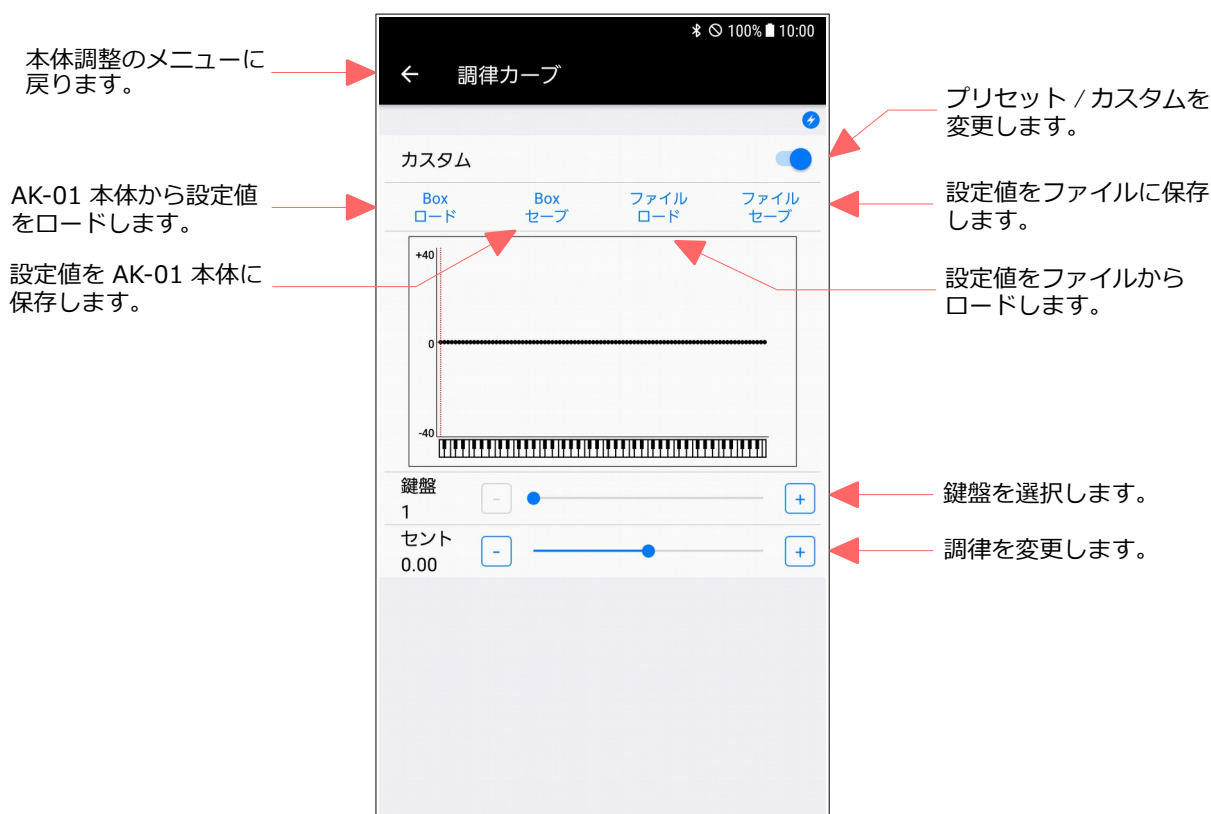 100% 10:00
調律カーブ
本体調整のメニューに
戻ります。
プリセット / カスタムを
変更します。
カスタム
AK-01 本体から設定値
をロードします。
Box
ロード
Box
セーブ
ファイル
ロード
ファイル
セーブ
設定値をファイルに保存
します。
設定値を AK-01 本体に
保存します。
設定値をファイルから
ロードします。
+40
0
-40
鍵盤
1
-
+
鍵盤を選択します。
セント
0.00
-
+
調律を変更します。